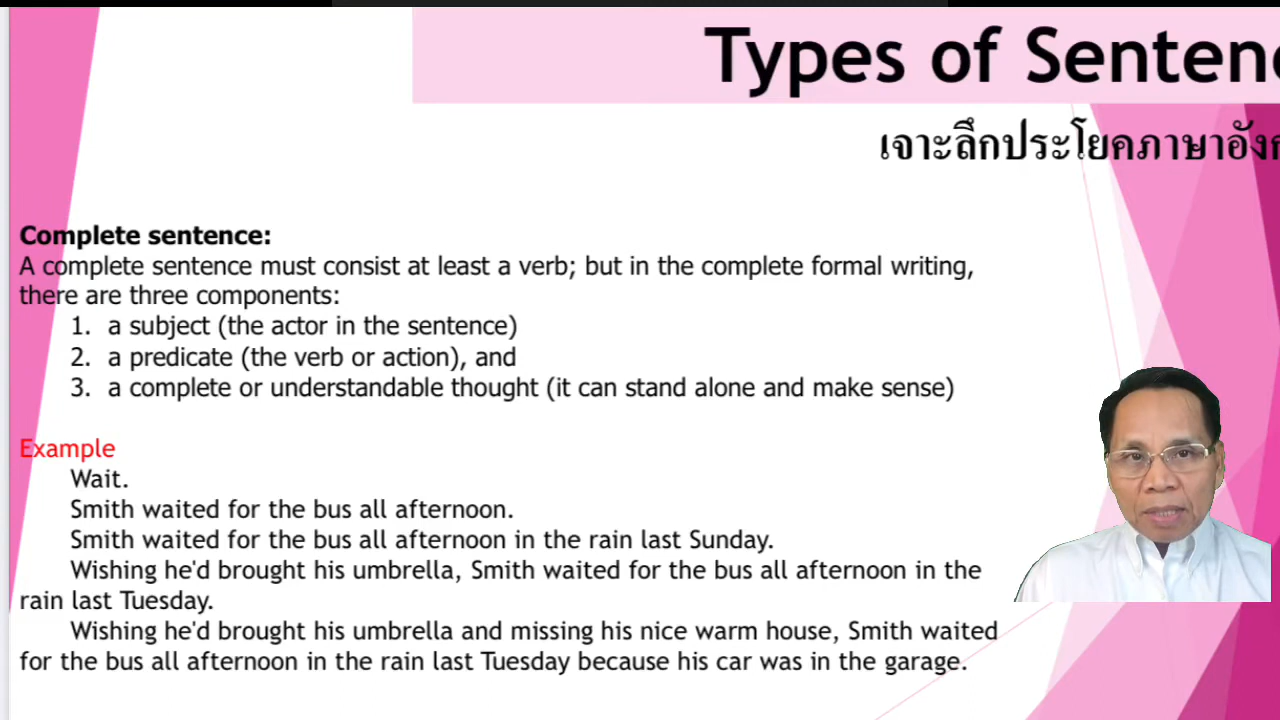 Types of
เจาะลึกประโยคภาษา
Complete sentence:
A complete sentence must consist at least a verb; but in the complete formal writing,
there are three components:
1. a subject (the actor in the sentence)
2. a predicate (the verb or action), and
3. a complete or understandable thought (it can stand alone and make sense)
Example
Wait.
Smith waited for the bus all afternoon.
Smith waited for the bus all afternoon in the rain last Sunday.
Wishing he'd brought his umbrella, Smith waited for the bus all afternoon in the
rain last Tuesday.
Wishing he'd brought his umbrella and missing his nice warm house, Smith waited
for the bus all afternoon in the rain last Tuesday because his car was in the garage.